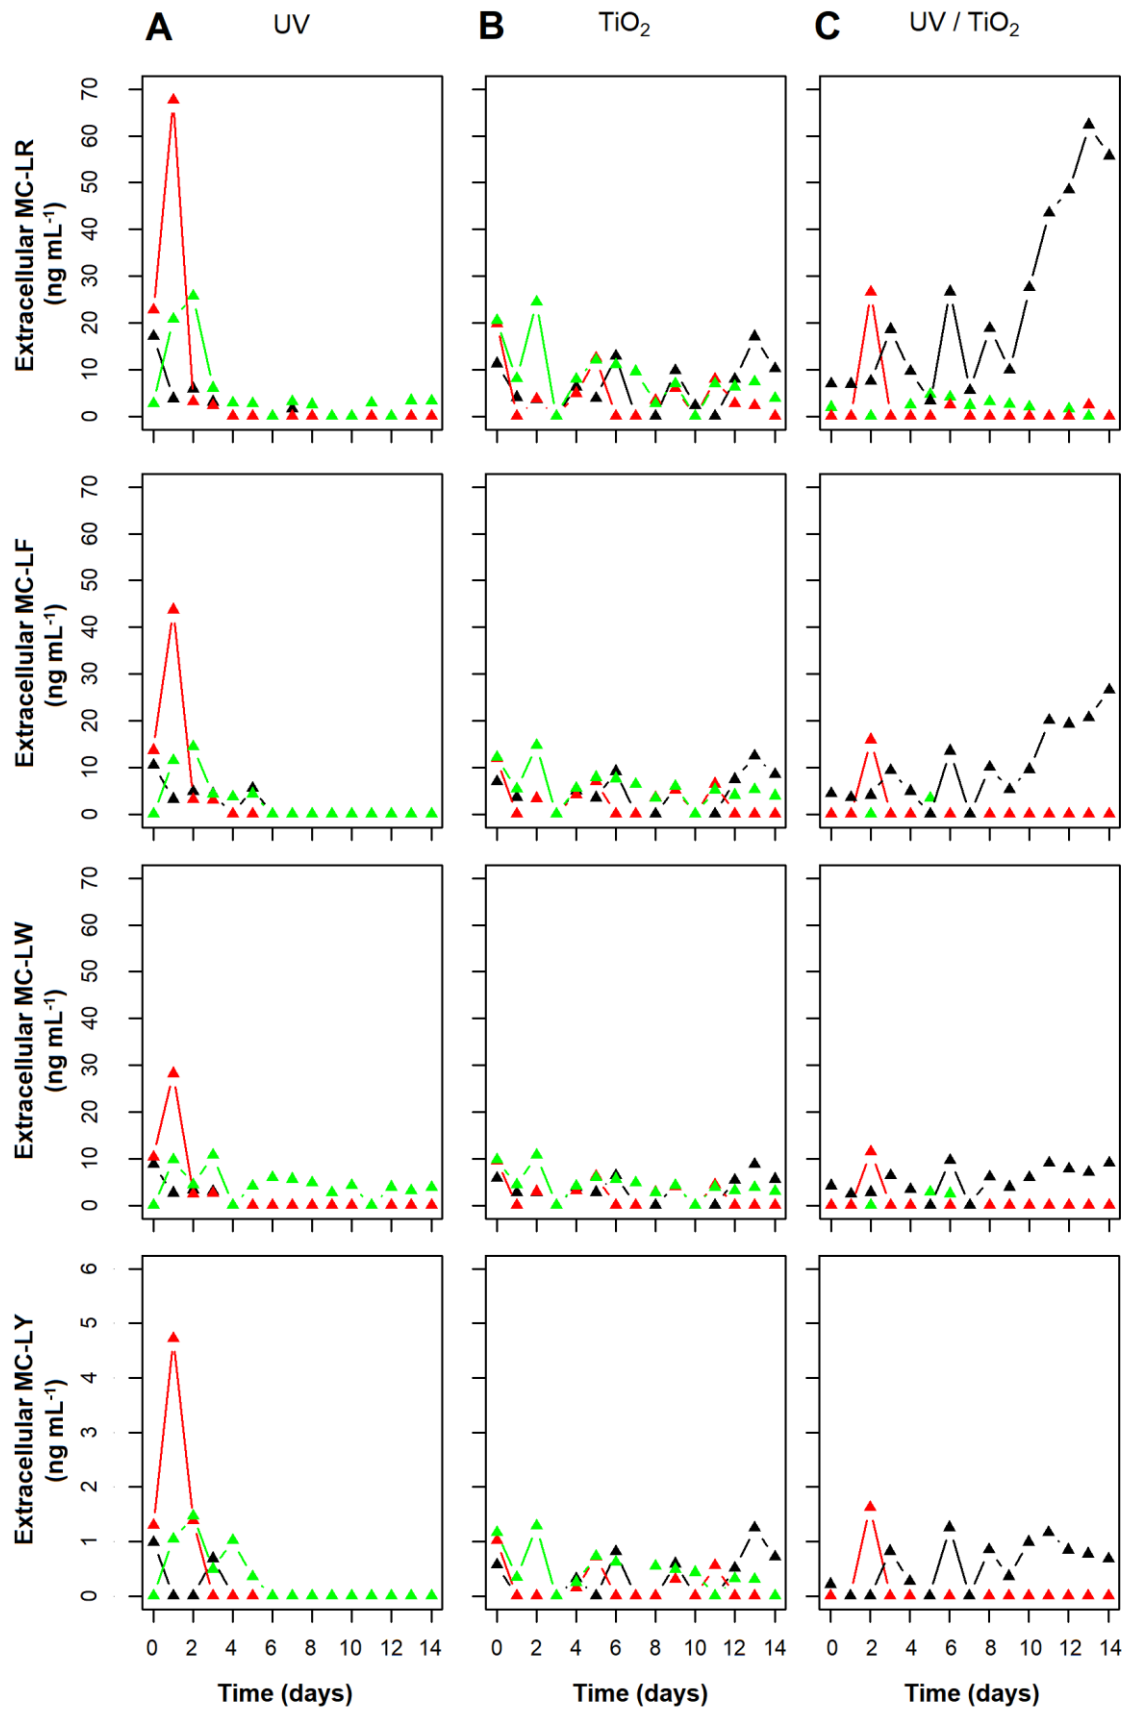 A UV B TiO₂ C UV / TiO₂
Extracellular MC-LR
(ng mL⁻¹)
70
60
50
40
30
20
10
0
Extracellular MC-LF
(ng mL⁻¹)
70
60
50
40
30
20
10
0
Extracellular MC-LW
(ng mL⁻¹)
70
60
50
40
30
20
10
0
Extracellular MC-LY
(ng mL⁻¹)
6
5
4
3
2
1
0
0 2 4 6 8 10 12 14 0 2 4 6 8 10 12 14 0 2 4 6 8 10 12 14
Time (days) Time (days) Time (days)